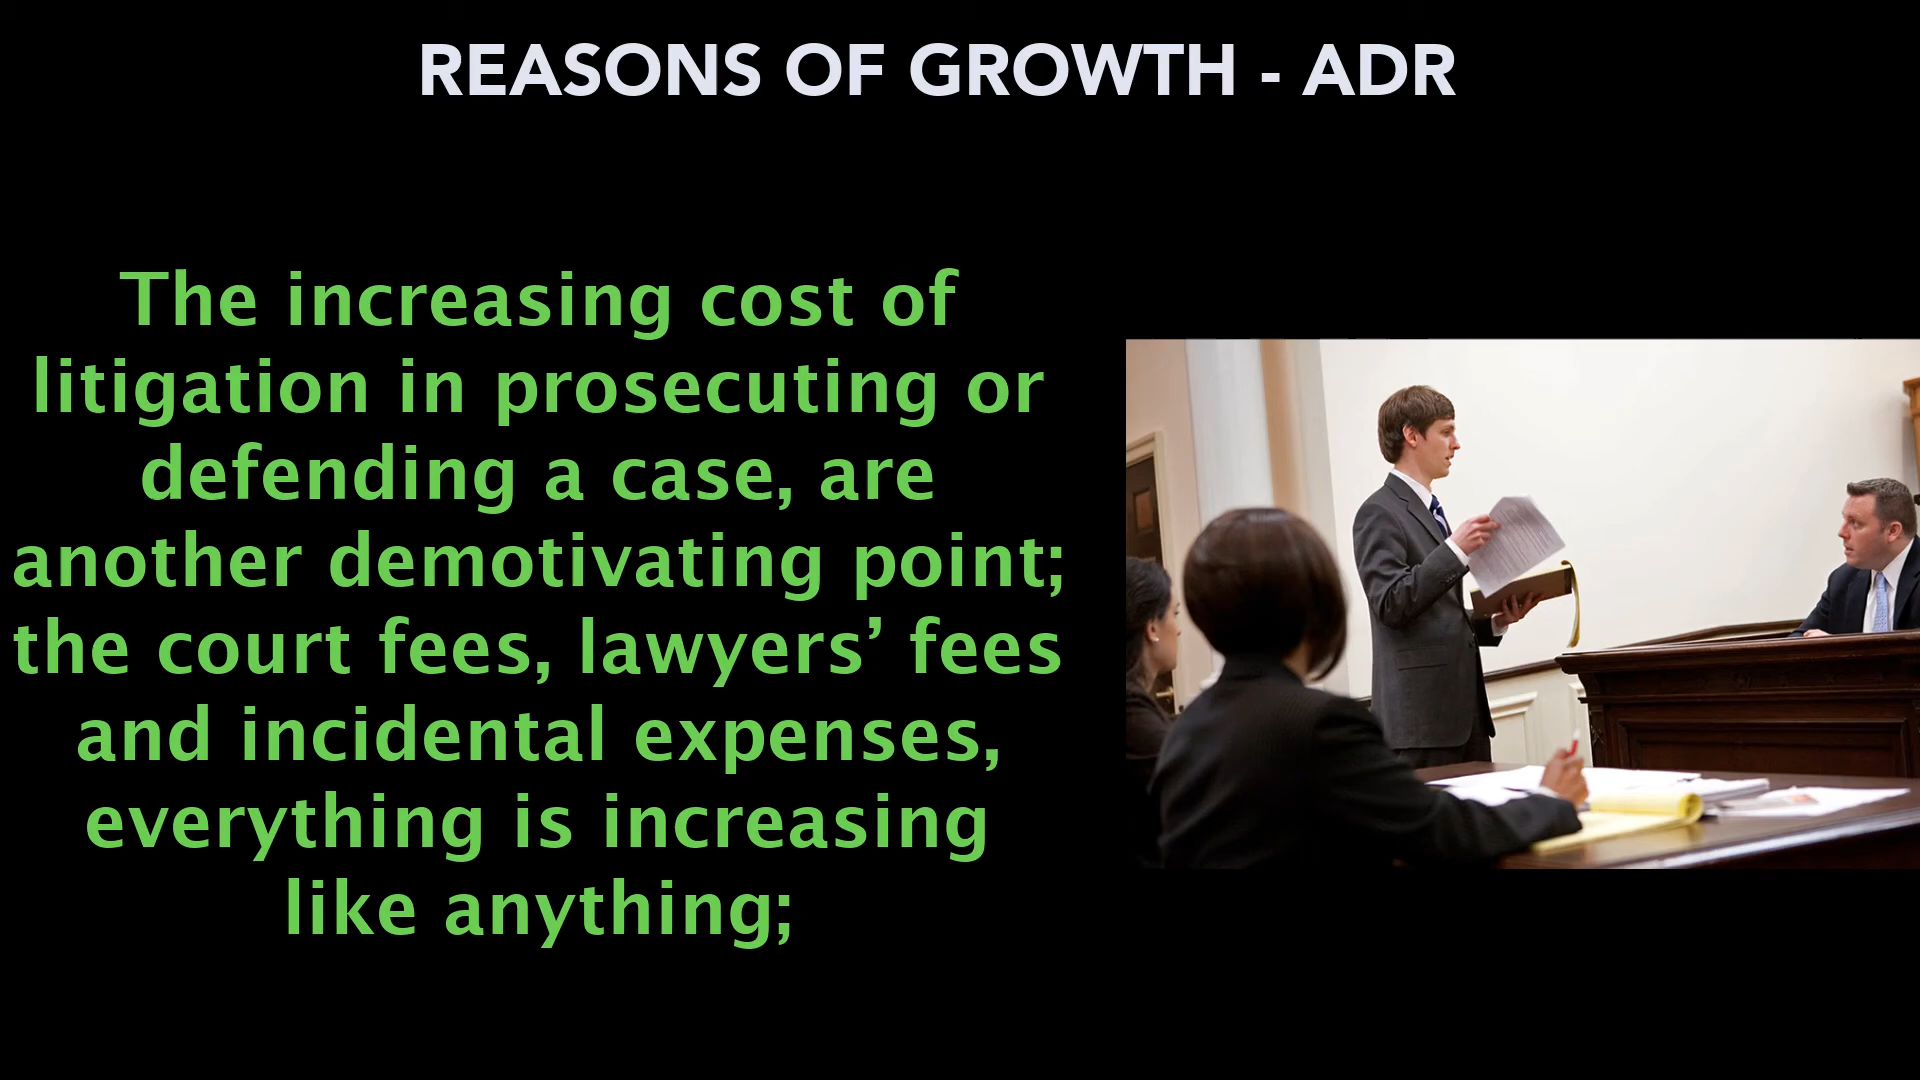 REASONS OF GROWTH - ADR
The increasing cost of
litigation in prosecuting or
defending a case, are
another demotivating point;
the court fees, lawyers’ fees
and incidental expenses,
everything is increasing
like anything;